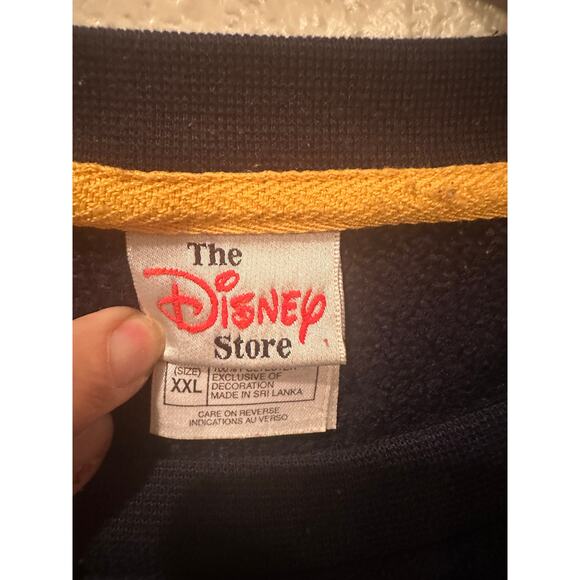 The
Disney
Store
(SIZE)
XXL
100% POLYESTER
EXCLUSIVE OF
DECORATION
MADE IN SRI LANKA
CARE ON REVERSE
INDICATIONS AU VERSO